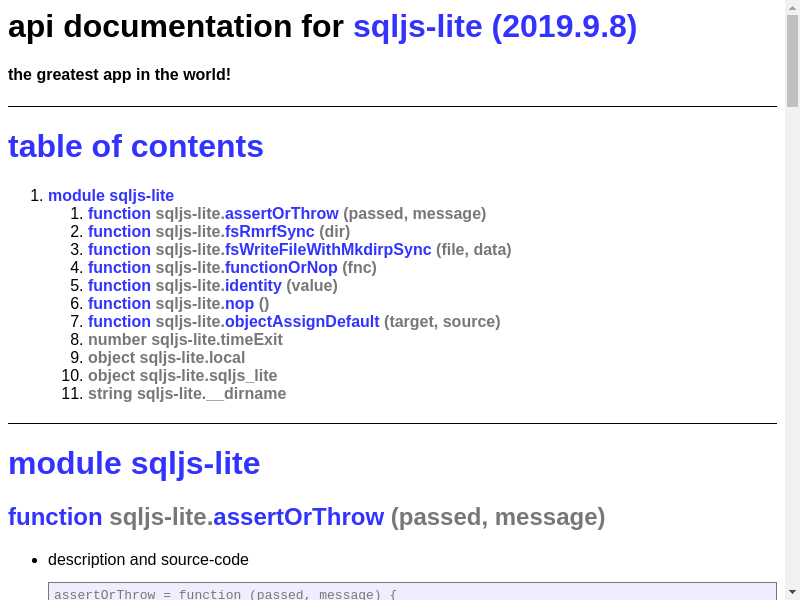 api documentation for sqljs-lite (2019.9.8)
the greatest app in the world!
table of contents
1. module sqljs-lite
1. function sqljs-lite.assertOrThrow (passed, message)
2. function sqljs-lite.fsRmrfSync (dir)
3. function sqljs-lite.fsWriteFileWithMkdirpSync (file, data)
4. function sqljs-lite.functionOrNop (fnc)
5. function sqljs-lite.identity (value)
6. function sqljs-lite.nop ()
7. function sqljs-lite.objectAssignDefault (target, source)
8. number sqljs-lite.timeExit
9. object sqljs-lite.local
10. object sqljs-lite.sqljs_lite
11. string sqljs-lite.__dirname
module sqljs-lite
function sqljs-lite.assertOrThrow (passed, message)
• description and source-code
assertOrThrow = function (passed, message) {